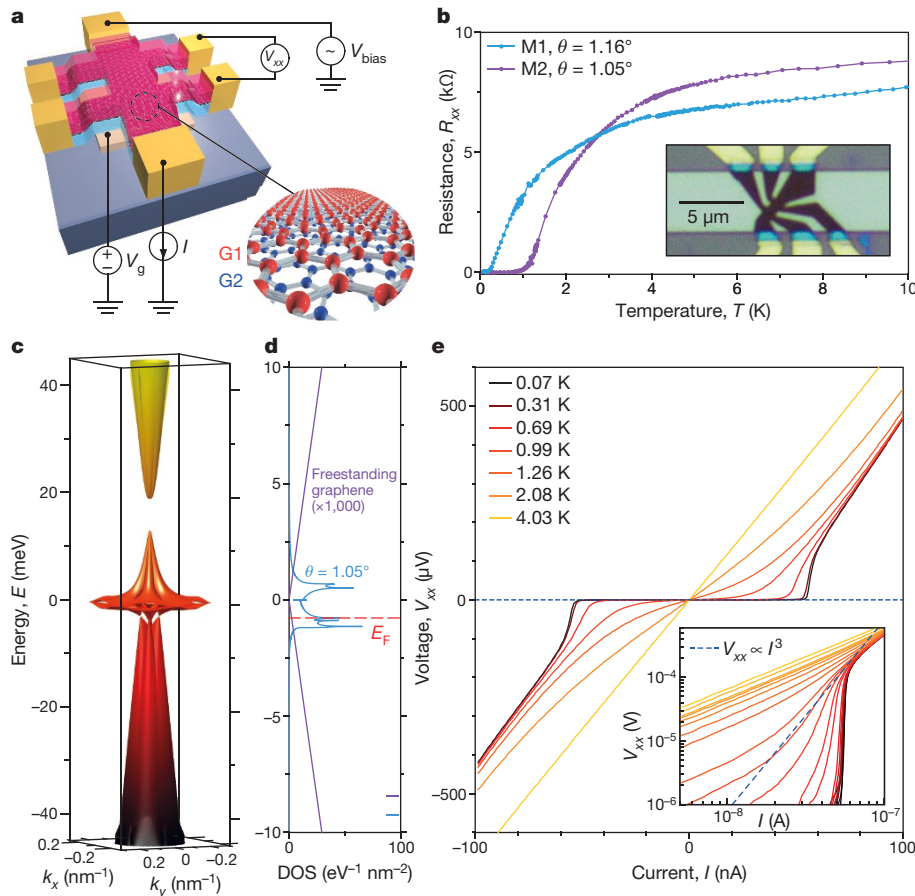 a
V_xx
~
V_bias
+
−
V_g
I
G1
G2
b
Resistance, R_xx (kΩ)
10
5
0
M1, θ = 1.16°
M2, θ = 1.05°
5 μm
0
2
4
6
8
10
Temperature, T (K)
c
Energy, E (meV)
40
20
0
−20
−40
0.2
0
−0.2
0.2
0
−0.2
k_x (nm⁻¹)
k_y (nm⁻¹)
d
10
5
0
−5
−10
Freestanding
graphene
(×1,000)
θ = 1.05°
E_F
0
100
DOS (eV⁻¹ nm⁻²)
e
Voltage, V_xx (μV)
500
0
−500
0.07 K
0.31 K
0.69 K
0.99 K
1.26 K
2.08 K
4.03 K
V_xx ∝ I³
V_xx (V)
10⁻⁴
10⁻⁵
10⁻⁶
10⁻⁸
10⁻⁷
I (A)
-100
0
100
Current, I (nA)